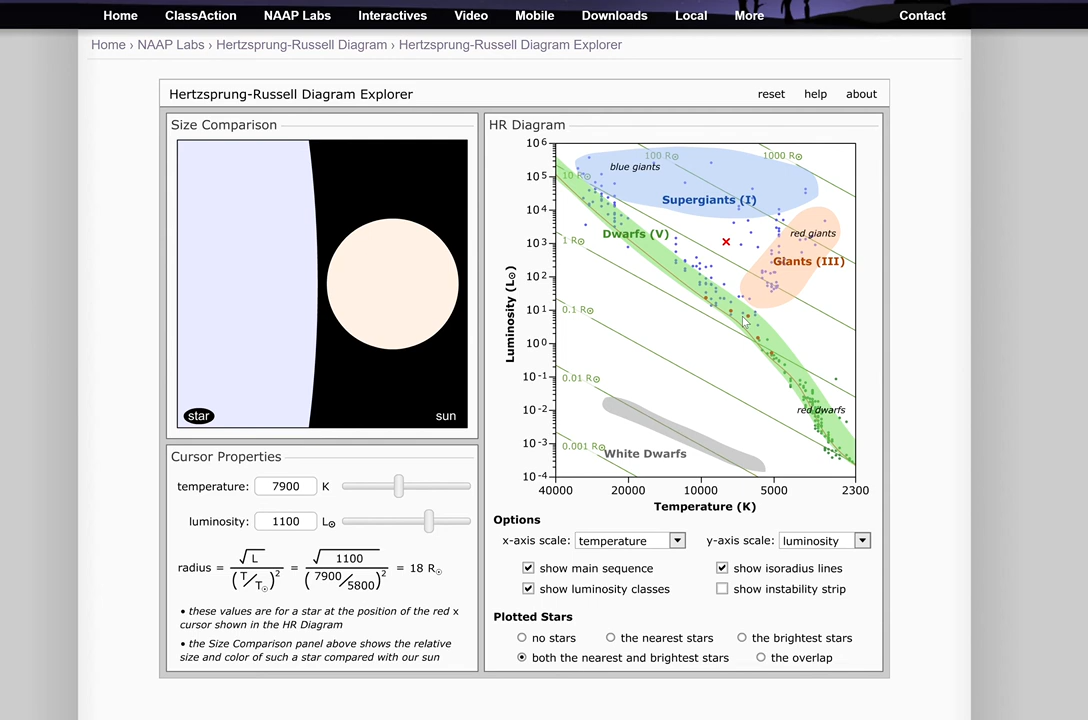 Home ClassAction NAAP Labs Interactives Video Mobile Downloads Local More Contact
Home › NAAP Labs › Hertzsprung-Russell Diagram › Hertzsprung-Russell Diagram Explorer
Hertzsprung-Russell Diagram Explorer reset help about
Size Comparison
star sun
Cursor Properties
temperature: 7900 K
luminosity: 1100 L⊙
radius = √L / (T/T⊙)² = √1100 / (7900/5800)² = 18 R⊙
• these values are for a star at the position of the red x
cursor shown in the HR Diagram
• the Size Comparison panel above shows the relative
size and color of such a star compared with our sun
HR Diagram
Luminosity (L⊙)
10⁶
10⁵
10⁴
10³
10²
10¹
10⁰
10⁻¹
10⁻²
10⁻³
10⁻⁴
100 R⊙ 1000 R⊙
blue giants
10 R⊙
Supergiants (I)
Dwarfs (V) red giants
1 R⊙
Giants (III)
0.1 R⊙
0.01 R⊙
red dwarfs
0.001 R⊙
White Dwarfs
40000 20000 10000 5000 2300
Temperature (K)
Options
x-axis scale: temperature y-axis scale: luminosity
show main sequence show isoradius lines
show luminosity classes show instability strip
Plotted Stars
no stars the nearest stars the brightest stars
both the nearest and brightest stars the overlap